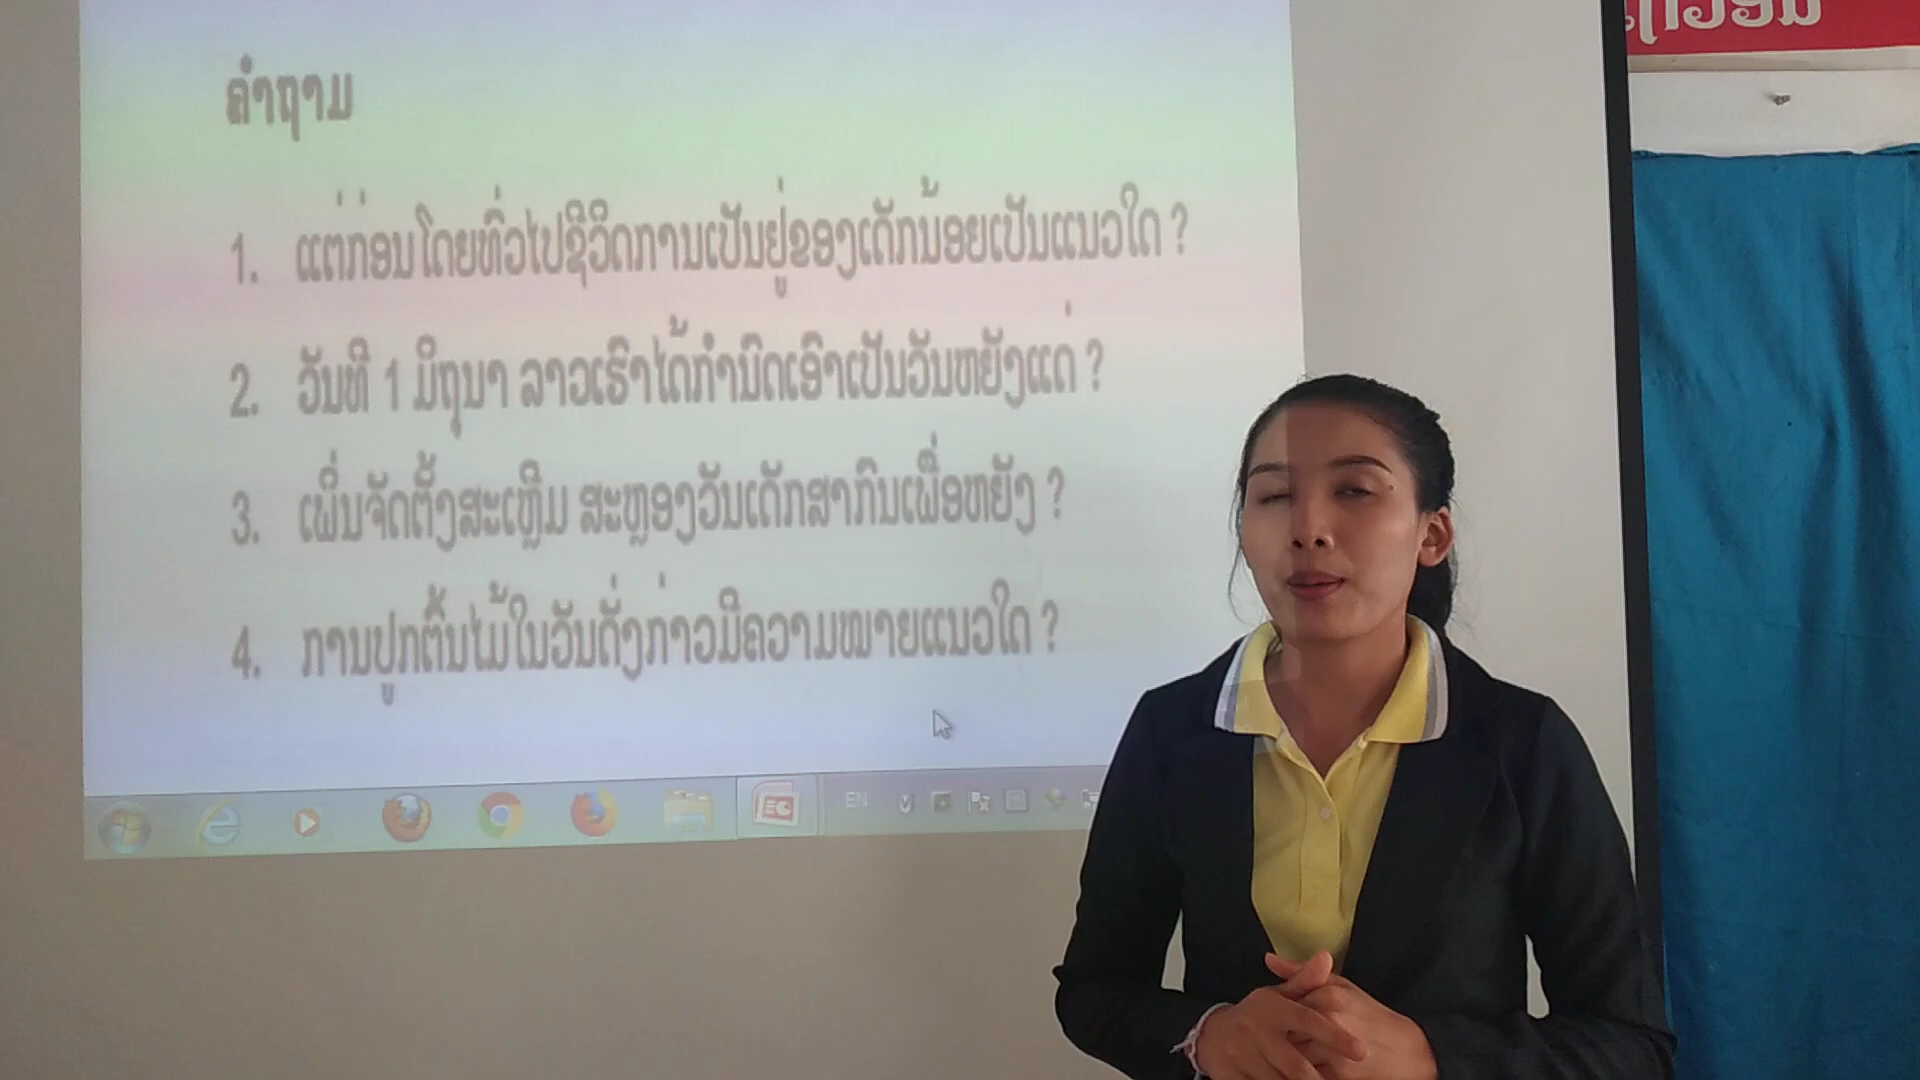 ຄຳຖາມ
1. ແຕ່ກ່ອນໂດຍທົ່ວໄປຊີວິດການເປັນຢູ່ຂອງເດັກນ້ອຍເປັນແນວໃດ ?
2. ວັນທີ 1 ມິຖຸນາ ລາວເຮົາໄດ້ກຳນົດເອົາເປັນວັນຫຍັງແດ່ ?
3. ເພິ່ນຈັດຕັ້ງສະເຫຼີມ ສະຫຼອງວັນເດັກສາກົນເພື່ອຫຍັງ ?
4. ການປູກຕົ້ນໄມ້ໃນວັນດັ່ງກ່າວມີຄວາມໝາຍແນວໃດ ?
EN